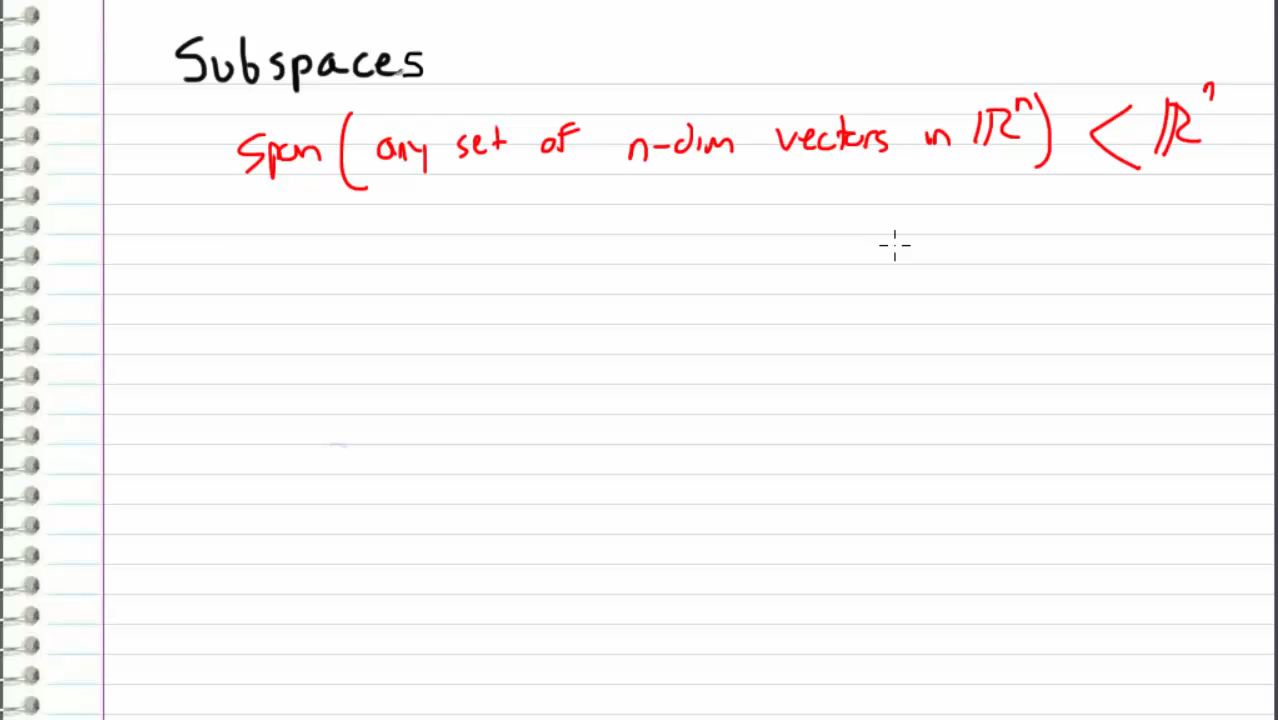 Subspaces
Span (any set of n-dim vectors in ℝⁿ) < ℝⁿ